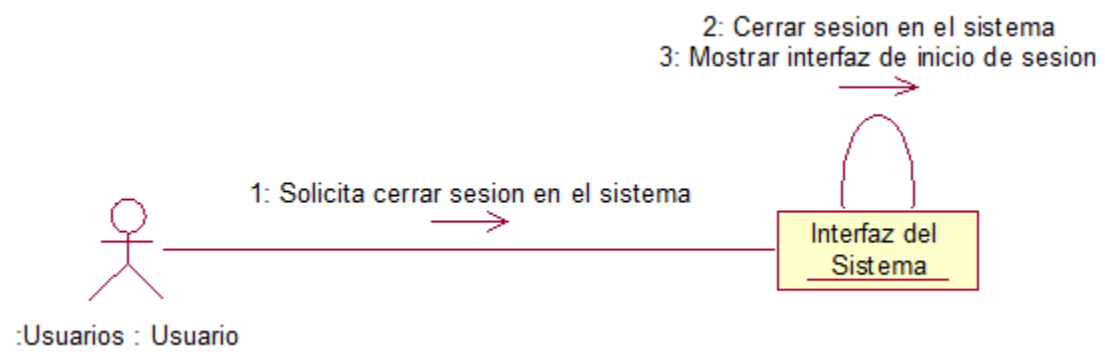 2: Cerrar sesion en el sistema
3: Mostrar interfaz de inicio de sesion
1: Solicita cerrar sesion en el sistema
Interfaz del
Sistema
:Usuarios : Usuario